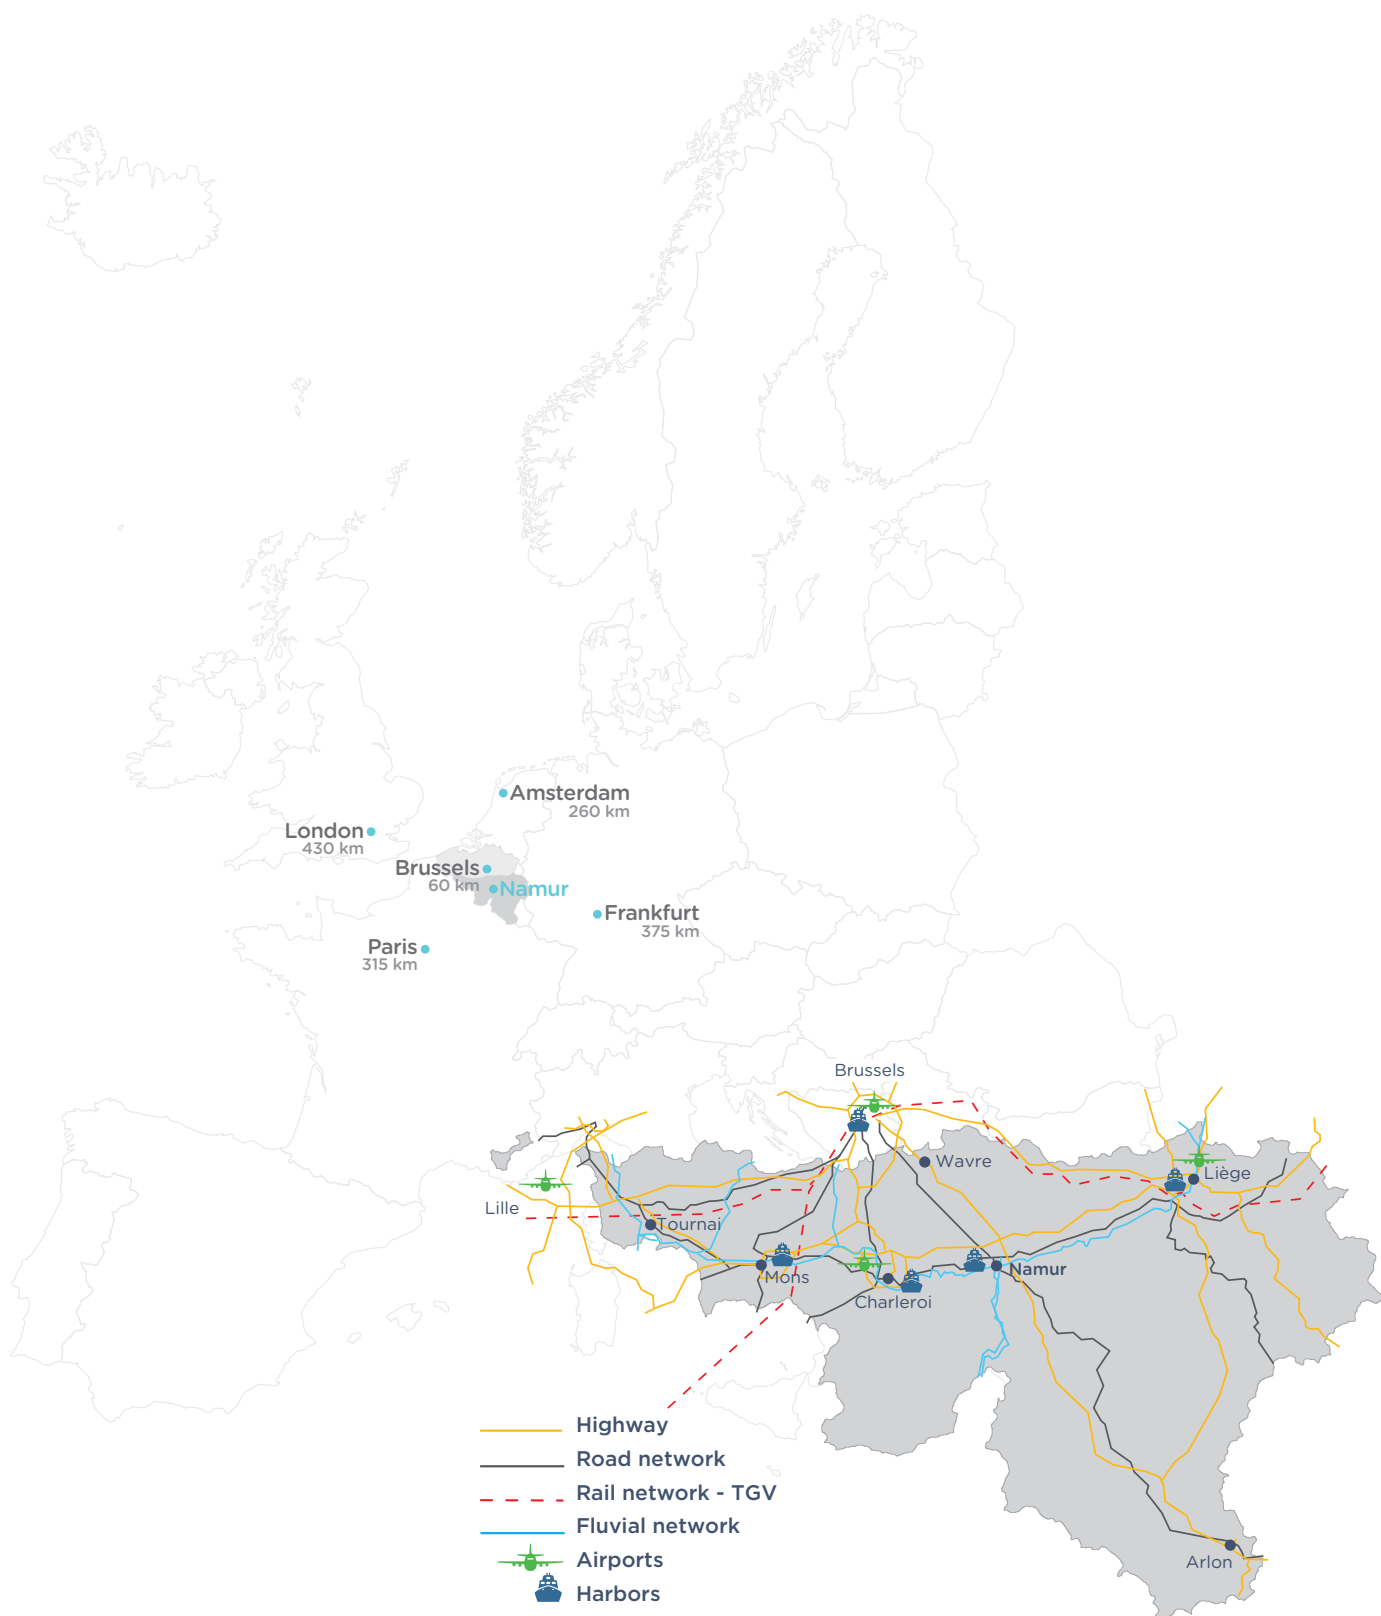 Amsterdam
260 km
London
430 km
Brussels
60 km
Namur
Frankfurt
375 km
Paris
315 km
Brussels
Wavre
Liège
Lille
Tournai
Mons
Namur
Charleroi
Arlon
Highway
Road network
Rail network - TGV
Fluvial network
Airports
Harbors